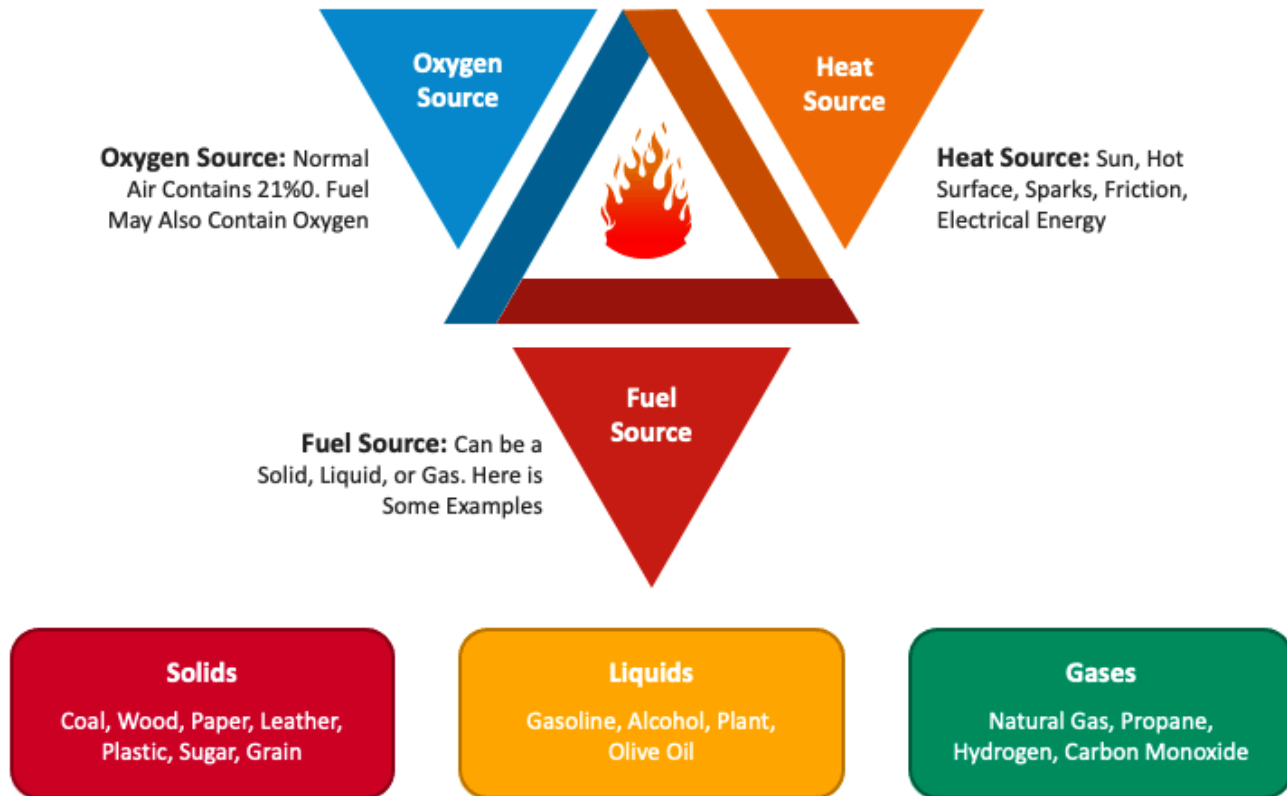 Oxygen
Source
Heat
Source
Oxygen Source: Normal
Air Contains 21%0. Fuel
May Also Contain Oxygen
Heat Source: Sun, Hot
Surface, Sparks, Friction,
Electrical Energy
Fuel
Source
Fuel Source: Can be a
Solid, Liquid, or Gas. Here is
Some Examples
Solids
Coal, Wood, Paper, Leather,
Plastic, Sugar, Grain
Liquids
Gasoline, Alcohol, Plant,
Olive Oil
Gases
Natural Gas, Propane,
Hydrogen, Carbon Monoxide